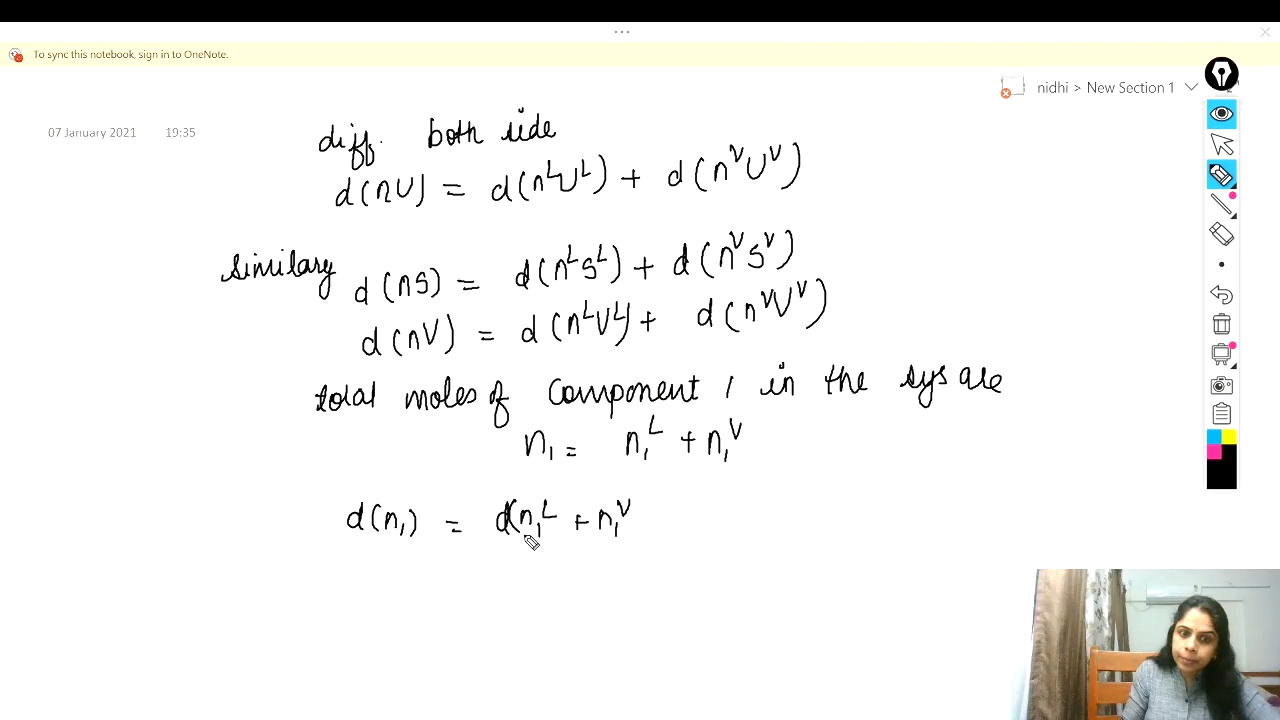 To sync this notebook, sign in to OneNote.
nidhi > New Section 1
07 January 2021 19:35
diff. both side
d(nU) = d(n^L U^L) + d(n^V U^V)
Similary d(nS) = d(n^L S^L) + d(n^V S^V)
d(nV) = d(n^L V^L) + d(n^V V^V)
total moles of Component 1 in the sys are
n₁ = n₁^L + n₁^V
d(n₁) = d(n₁^L + n₁^V